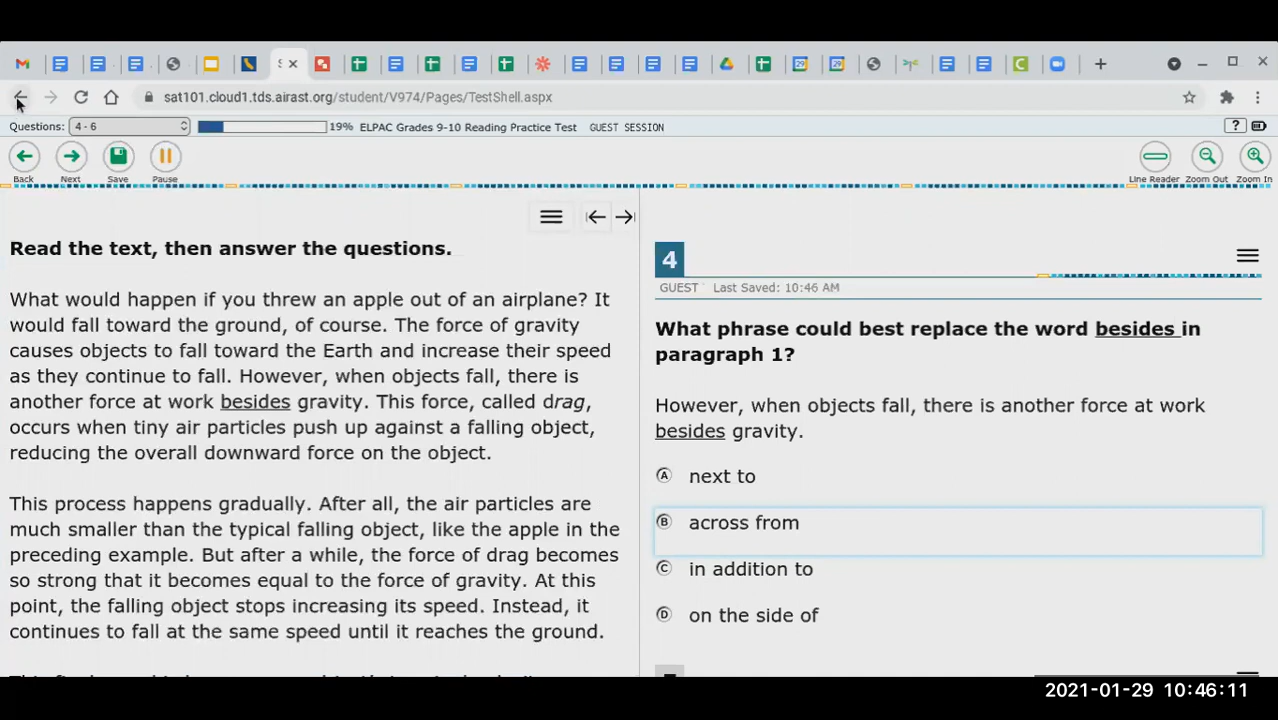 sat101.cloud1.tds.airast.org/student/V974/Pages/TestShell.aspx
Questions: 4 - 6 19% ELPAC Grades 9-10 Reading Practice Test GUEST SESSION ?
Back Next Save Pause Line Reader Zoom Out Zoom In
Read the text, then answer the questions.
What would happen if you threw an apple out of an airplane? It
would fall toward the ground, of course. The force of gravity
causes objects to fall toward the Earth and increase their speed
as they continue to fall. However, when objects fall, there is
another force at work besides gravity. This force, called drag,
occurs when tiny air particles push up against a falling object,
reducing the overall downward force on the object.
This process happens gradually. After all, the air particles are
much smaller than the typical falling object, like the apple in the
preceding example. But after a while, the force of drag becomes
so strong that it becomes equal to the force of gravity. At this
point, the falling object stops increasing its speed. Instead, it
continues to fall at the same speed until it reaches the ground.
4
GUEST Last Saved: 10:46 AM
What phrase could best replace the word besides in
paragraph 1?
However, when objects fall, there is another force at work
besides gravity.
A next to
B across from
C in addition to
D on the side of
2021-01-29 10:46:11